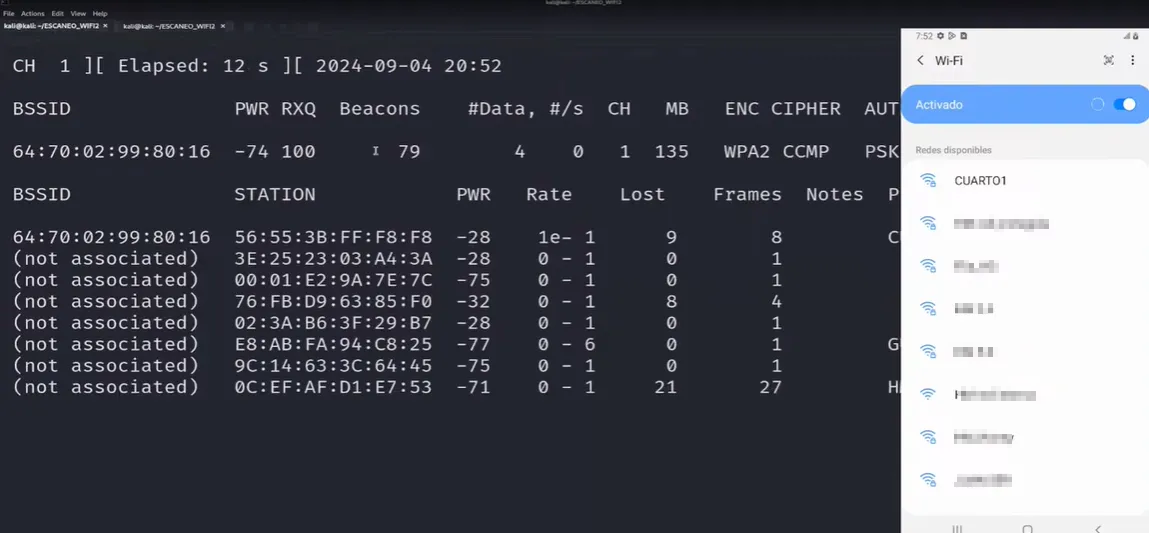 kali@kali: ~/ESCANEO_WIFI2
File Actions Edit View Help
kali@kali: ~/ESCANEO_WIFI2 × kali@kali: ~/ESCANEO_WIFI2 ×
CH 1 ][ Elapsed: 12 s ][ 2024-09-04 20:52
BSSID PWR RXQ Beacons #Data, #/s CH MB ENC CIPHER AUT
64:70:02:99:80:16 -74 100 79 4 0 1 135 WPA2 CCMP PSK
BSSID STATION PWR Rate Lost Frames Notes P
64:70:02:99:80:16 56:55:3B:FF:F8:F8 -28 1e- 1 9 8 CU
(not associated) 3E:25:23:03:A4:3A -28 0 - 1 0 1
(not associated) 00:01:E2:9A:7E:7C -75 0 - 1 0 1
(not associated) 76:FB:D9:63:85:F0 -32 0 - 1 8 4
(not associated) 02:3A:B6:3F:29:B7 -28 0 - 1 0 1
(not associated) E8:AB:FA:94:C8:25 -77 0 - 6 0 1 GU
(not associated) 9C:14:63:3C:64:45 -75 0 - 1 0 1
(not associated) 0C:EF:AF:D1:E7:53 -71 0 - 1 21 27 HA
7:52
Wi-Fi
Activado
Redes disponibles
CUARTO1